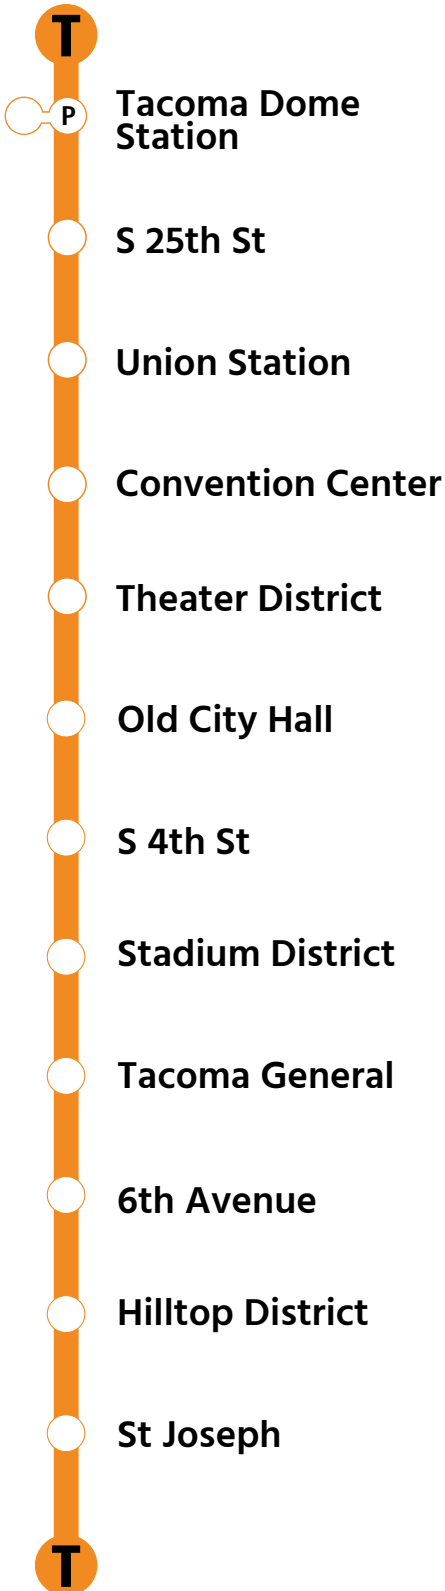 T
P
Tacoma Dome
Station
S 25th St
Union Station
Convention Center
Theater District
Old City Hall
S 4th St
Stadium District
Tacoma General
6th Avenue
Hilltop District
St Joseph
T